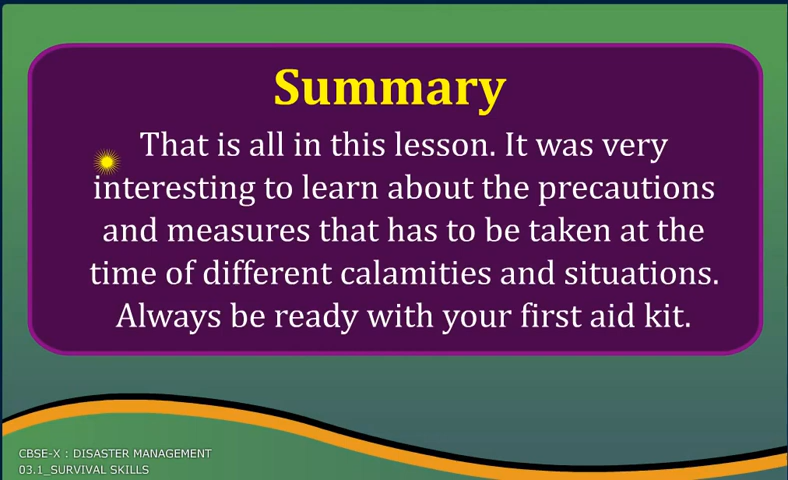 Summary
That is all in this lesson. It was very
interesting to learn about the precautions
and measures that has to be taken at the
time of different calamities and situations.
Always be ready with your first aid kit.
CBSE-X : DISASTER MANAGEMENT
03.1_SURVIVAL SKILLS